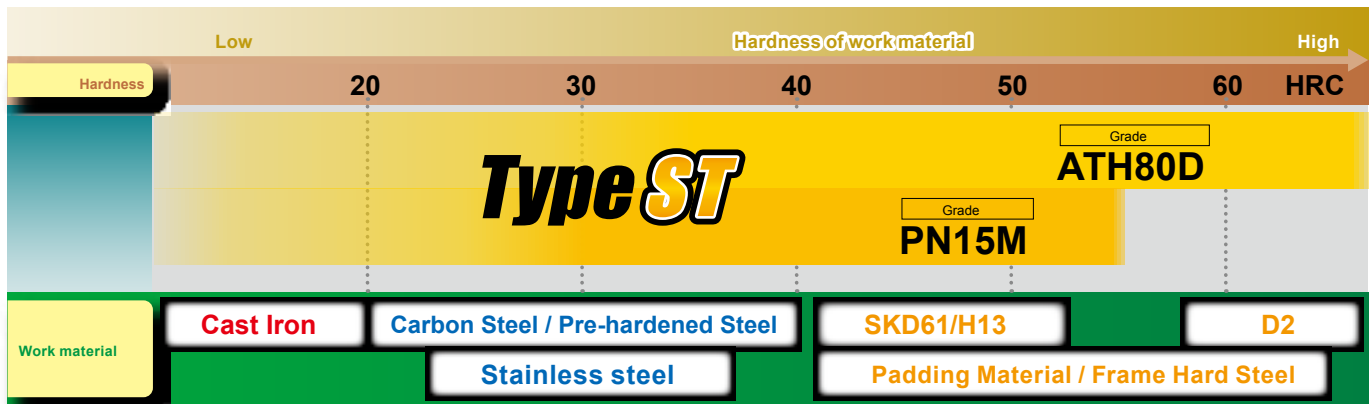 Low Hardness of work material High
Hardness 20 30 40 50 60 HRC
Grade
ATH80D
Type ST
Grade
PN15M
Work material
Cast Iron Carbon Steel / Pre-hardened Steel SKD61/H13 D2
Stainless steel Padding Material / Frame Hard Steel